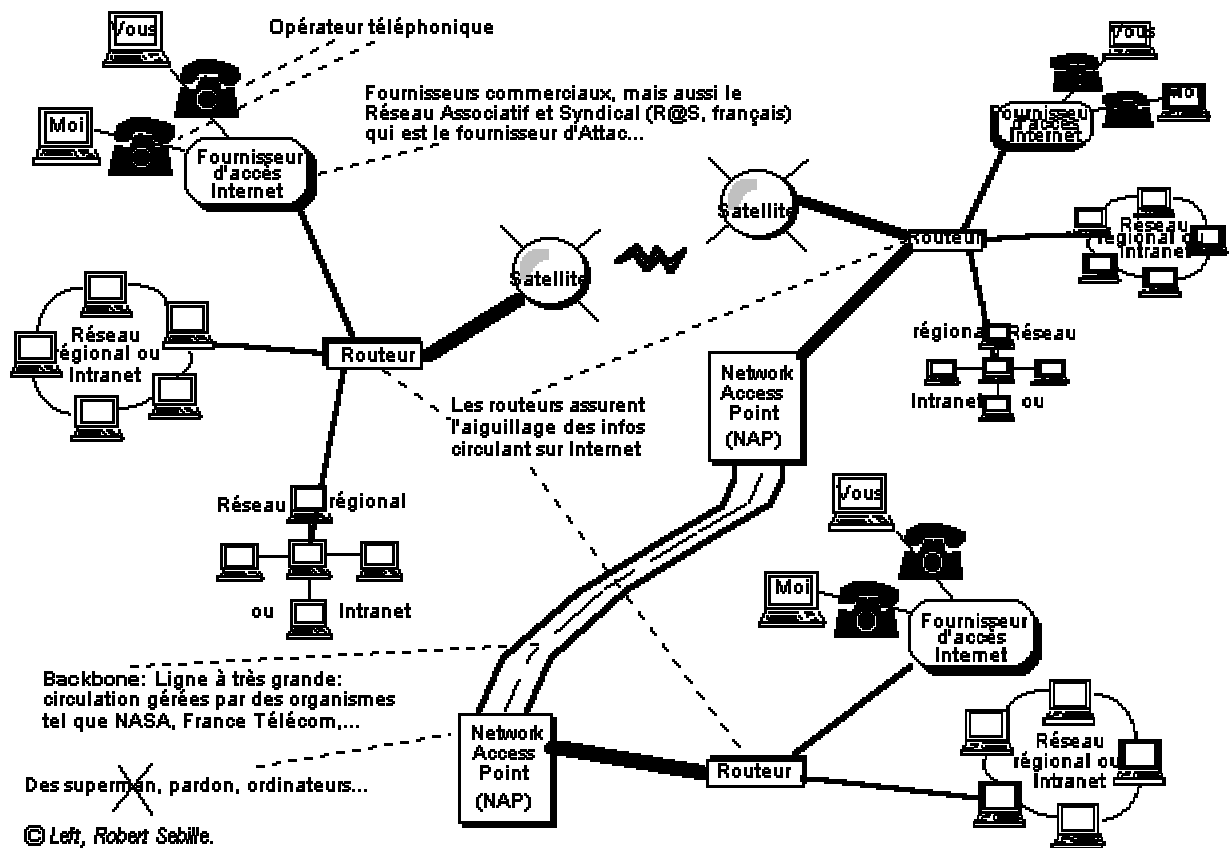 Vous
Opérateur téléphonique
Moi
Fournisseurs commerciaux, mais aussi le
Réseau Associatif et Syndical (R@S, français)
qui est le fournisseur d'Attac...
Fournisseur
d'accès
Internet
Vous
Moi
Fournisseur
d'accès
Internet
Satellite
Satellite
Routeur
Réseau
régional ou
Intranet
Réseau
régional ou
Intranet
Routeur
régional Réseau
Intranet ou
Network
Access
Point
(NAP)
Les routeurs assurent
l'aiguillage des infos
circulant sur Internet
Réseau régional
ou Intranet
Vous
Moi
Fournisseur
d'accès
Internet
Backbone: Ligne à très grande:
circulation gérées par des organismes
tel que NASA, France Télécom,...
Network
Access
Point
(NAP)
Routeur
Réseau
régional ou
Intranet
Des superman, pardon, ordinateurs...
© Left, Robert Sebille.